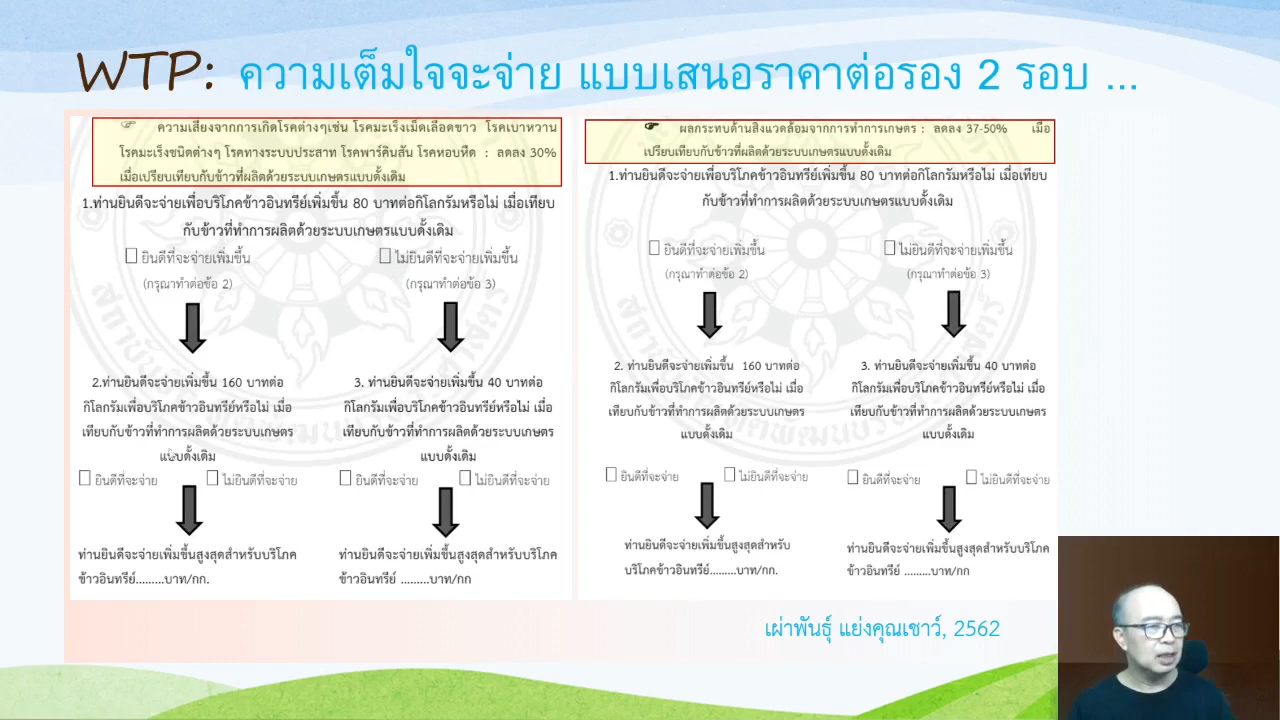 WTP: ความเต็มใจจะจ่าย แบบเสนอราคาต่อรอง 2 รอบ ...
☞ ความเสี่ยงจากการเกิดโรคต่างๆเช่น โรคมะเร็งเม็ดเลือดขาว โรคเบาหวาน
โรคมะเร็งชนิดต่างๆ โรคทางระบบประสาท โรคพาร์คินสัน โรคหอบหืด : ลดลง 30%
เมื่อเปรียบเทียบกับข้าวที่ผลิตด้วยระบบเกษตรแบบดั้งเดิม
1.ท่านยินดีจะจ่ายเพื่อบริโภคข้าวอินทรีย์เพิ่มขึ้น 80 บาทต่อกิโลกรัมหรือไม่ เมื่อเทียบ
กับข้าวที่ทำการผลิตด้วยระบบเกษตรแบบดั้งเดิม
☐ ยินดีที่จะจ่ายเพิ่มขึ้น ☐ ไม่ยินดีที่จะจ่ายเพิ่มขึ้น
(กรุณาทำต่อข้อ 2) (กรุณาทำต่อข้อ 3)
2.ท่านยินดีจะจ่ายเพิ่มขึ้น 160 บาทต่อ
กิโลกรัมเพื่อบริโภคข้าวอินทรีย์หรือไม่ เมื่อ
เทียบกับข้าวที่ทำการผลิตด้วยระบบเกษตร
แบบดั้งเดิม
☐ ยินดีที่จะจ่าย ☐ ไม่ยินดีที่จะจ่าย
ท่านยินดีจะจ่ายเพิ่มขึ้นสูงสุดสำหรับบริโภค
ข้าวอินทรีย์.........บาท/กก.
3. ท่านยินดีจะจ่ายเพิ่มขึ้น 40 บาทต่อ
กิโลกรัมเพื่อบริโภคข้าวอินทรีย์หรือไม่ เมื่อ
เทียบกับข้าวที่ทำการผลิตด้วยระบบเกษตร
แบบดั้งเดิม
☐ ยินดีที่จะจ่าย ☐ ไม่ยินดีที่จะจ่าย
ท่านยินดีจะจ่ายเพิ่มขึ้นสูงสุดสำหรับบริโภค
ข้าวอินทรีย์ ........บาท/กก
☞ ผลกระทบด้านสิ่งแวดล้อมจากการทำการเกษตร : ลดลง 37-50% เมื่อ
เปรียบเทียบกับข้าวที่ผลิตด้วยระบบเกษตรแบบดั้งเดิม
1.ท่านยินดีจะจ่ายเพื่อบริโภคข้าวอินทรีย์เพิ่มขึ้น 80 บาทต่อกิโลกรัมหรือไม่ เมื่อเทียบ
กับข้าวที่ทำการผลิตด้วยระบบเกษตรแบบดั้งเดิม
☐ ยินดีที่จะจ่ายเพิ่มขึ้น ☐ ไม่ยินดีที่จะจ่ายเพิ่มขึ้น
(กรุณาทำต่อข้อ 2) (กรุณาทำต่อข้อ 3)
2. ท่านยินดีจะจ่ายเพิ่มขึ้น 160 บาทต่อ
กิโลกรัมเพื่อบริโภคข้าวอินทรีย์หรือไม่ เมื่อ
เทียบกับข้าวที่ทำการผลิตด้วยระบบเกษตร
แบบดั้งเดิม
☐ ยินดีที่จะจ่าย ☐ ไม่ยินดีที่จะจ่าย
ท่านยินดีจะจ่ายเพิ่มขึ้นสูงสุดสำหรับ
บริโภคข้าวอินทรีย์.........บาท/กก.
3. ท่านยินดีจะจ่ายเพิ่มขึ้น 40 บาทต่อ
กิโลกรัมเพื่อบริโภคข้าวอินทรีย์หรือไม่ เมื่อ
เทียบกับข้าวที่ทำการผลิตด้วยระบบเกษตร
แบบดั้งเดิม
☐ ยินดีที่จะจ่าย ☐ ไม่ยินดีที่จะจ่าย
ท่านยินดีจะจ่ายเพิ่มขึ้นสูงสุดสำหรับบริโภค
ข้าวอินทรีย์ ........บาท/กก
เผ่าพันธุ์ แย่งคุณเชาว์, 2562